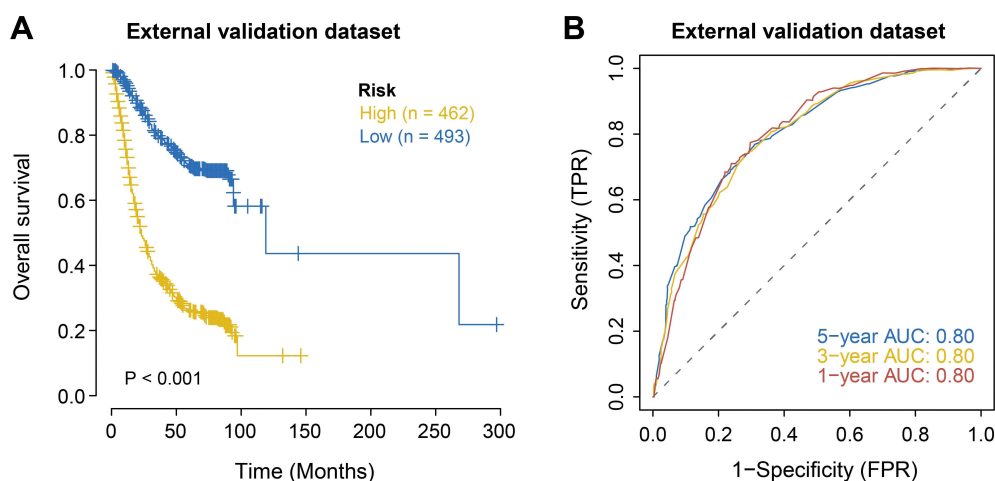 A
External validation dataset
Overall survival
1.0
0.8
0.6
0.4
0.2
0.0
Risk
High (n = 462)
Low (n = 493)
P < 0.001
0
50
100
150
200
250
300
Time (Months)
B
External validation dataset
Sensitivity (TPR)
1.0
0.8
0.6
0.4
0.2
0.0
5−year AUC: 0.80
3−year AUC: 0.80
1−year AUC: 0.80
0.0
0.2
0.4
0.6
0.8
1.0
1−Specificity (FPR)